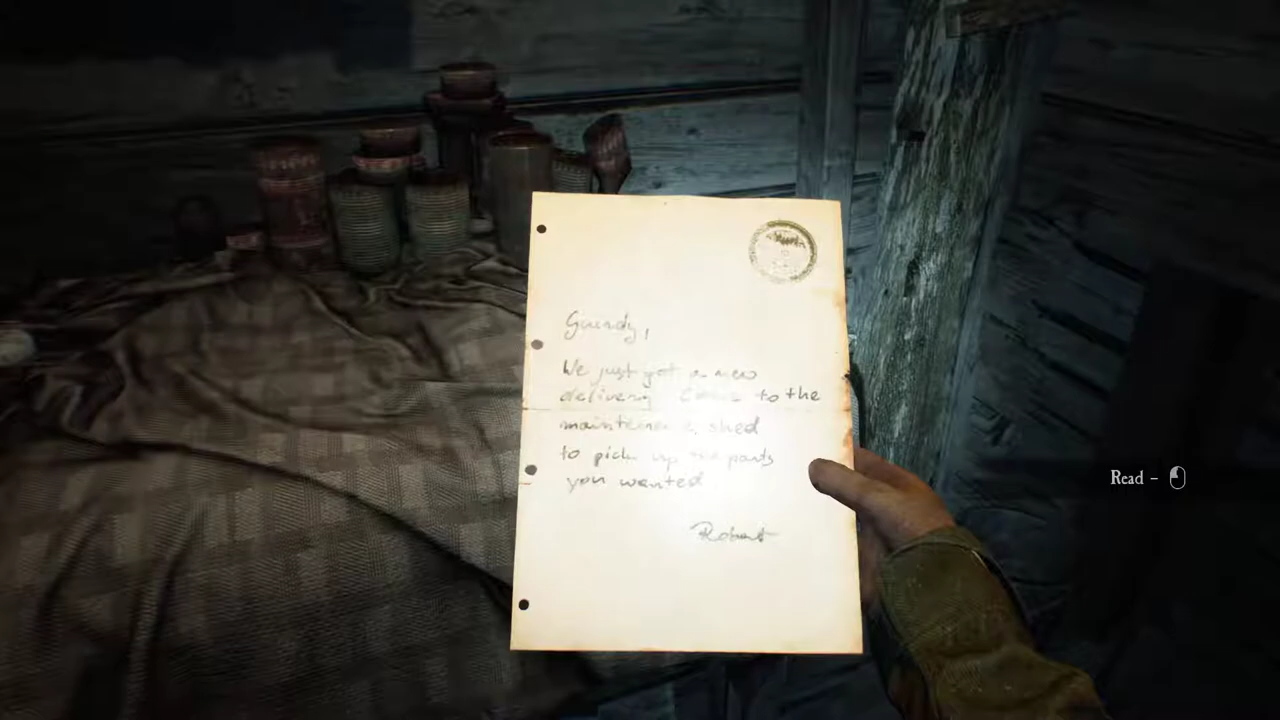 We just got a new
delivery. Come to the
maintenance shed
to pick up the parts
you wanted
Robert
Read -